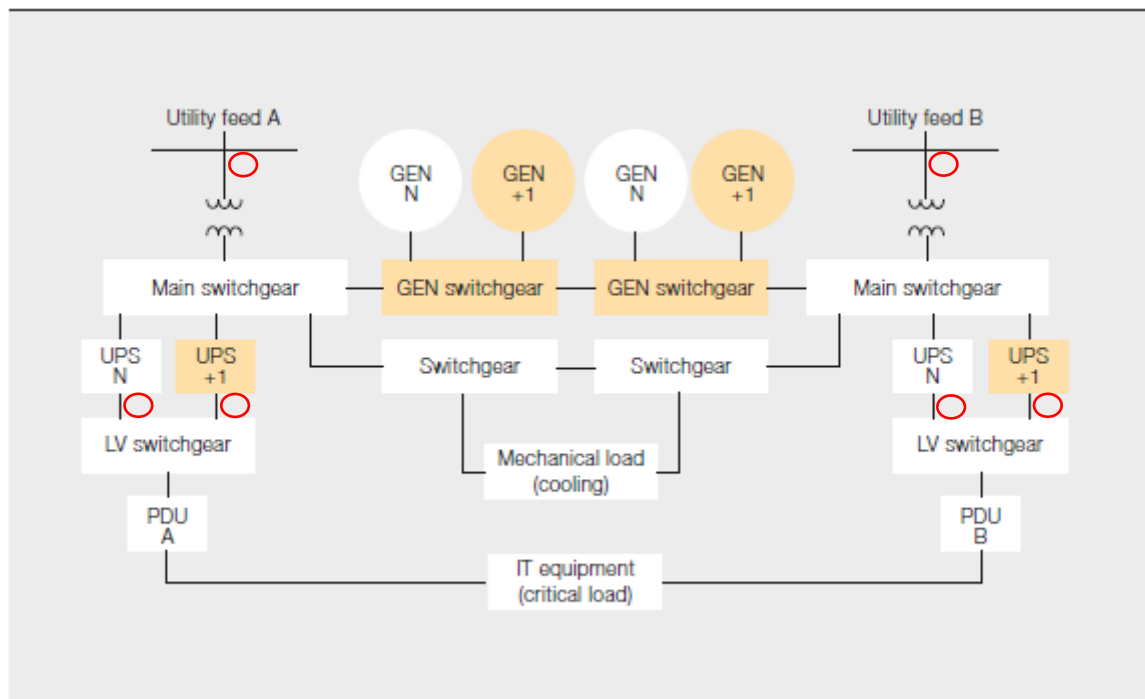 Utility feed A
Utility feed B
GEN
N
GEN
+1
GEN
N
GEN
+1
Main switchgear
GEN switchgear
GEN switchgear
Main switchgear
UPS
N
UPS
+1
Switchgear
Switchgear
UPS
N
UPS
+1
LV switchgear
LV switchgear
Mechanical load
(cooling)
PDU
A
PDU
B
IT equipment
(critical load)